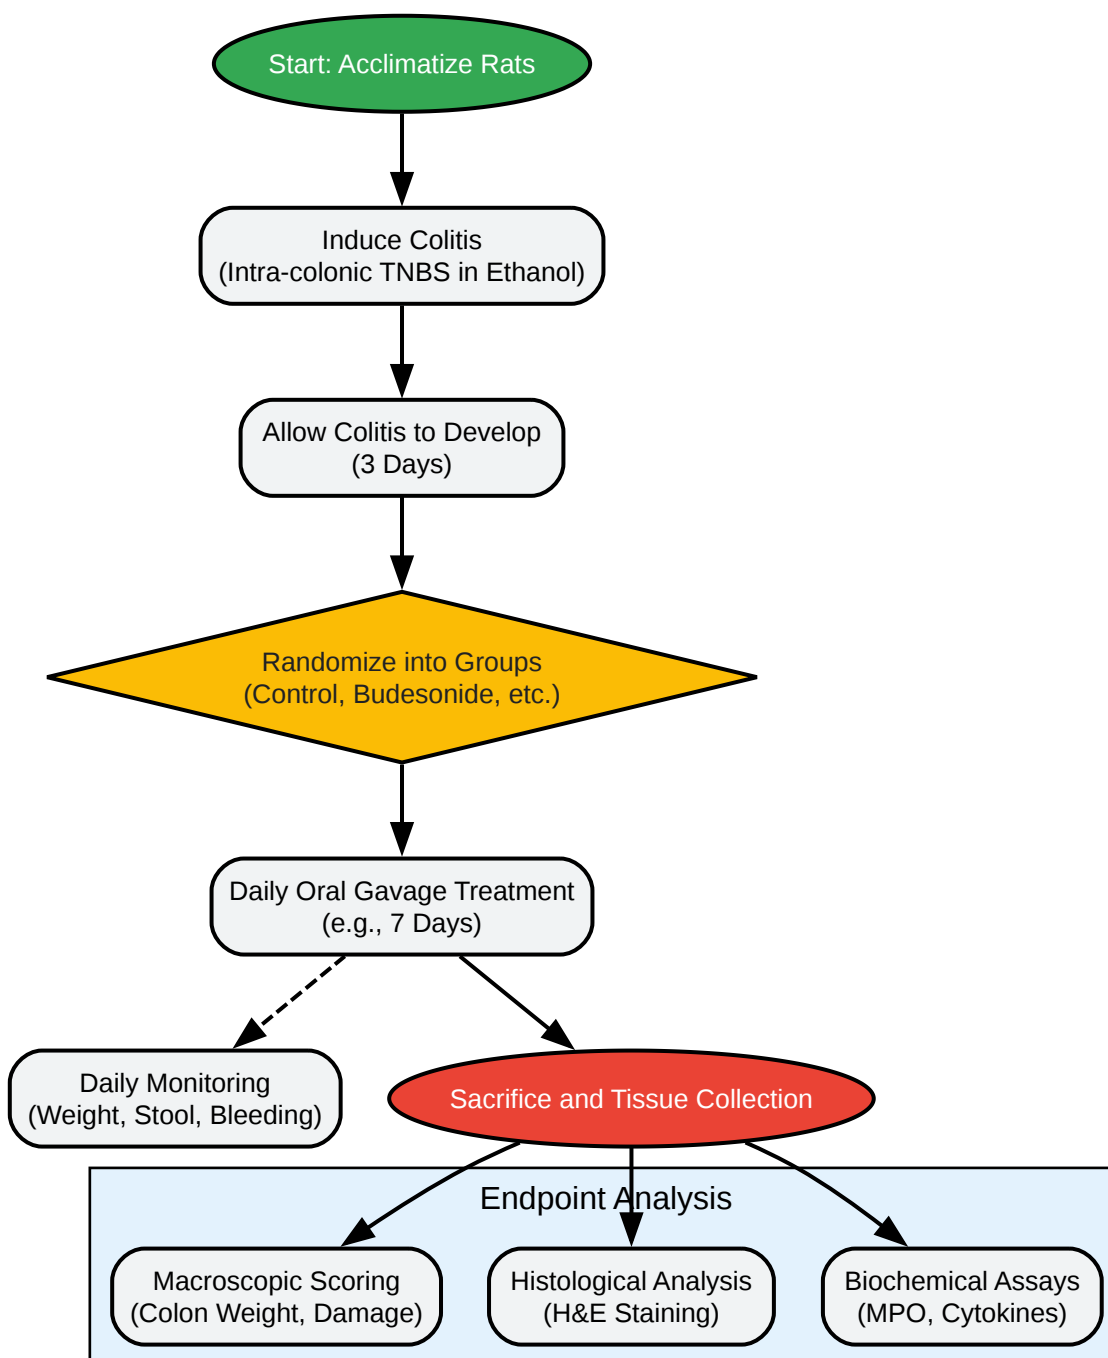 Start: Acclimatize Rats
Induce Colitis
(Intra-colonic TNBS in Ethanol)
Allow Colitis to Develop
(3 Days)
Randomize into Groups
(Control, Budesonide, etc.)
Daily Oral Gavage Treatment
(e.g., 7 Days)
Daily Monitoring
(Weight, Stool, Bleeding)
Sacrifice and Tissue Collection
Endpoint Analysis
Macroscopic Scoring
(Colon Weight, Damage)
Histological Analysis
(H&E Staining)
Biochemical Assays
(MPO, Cytokines)